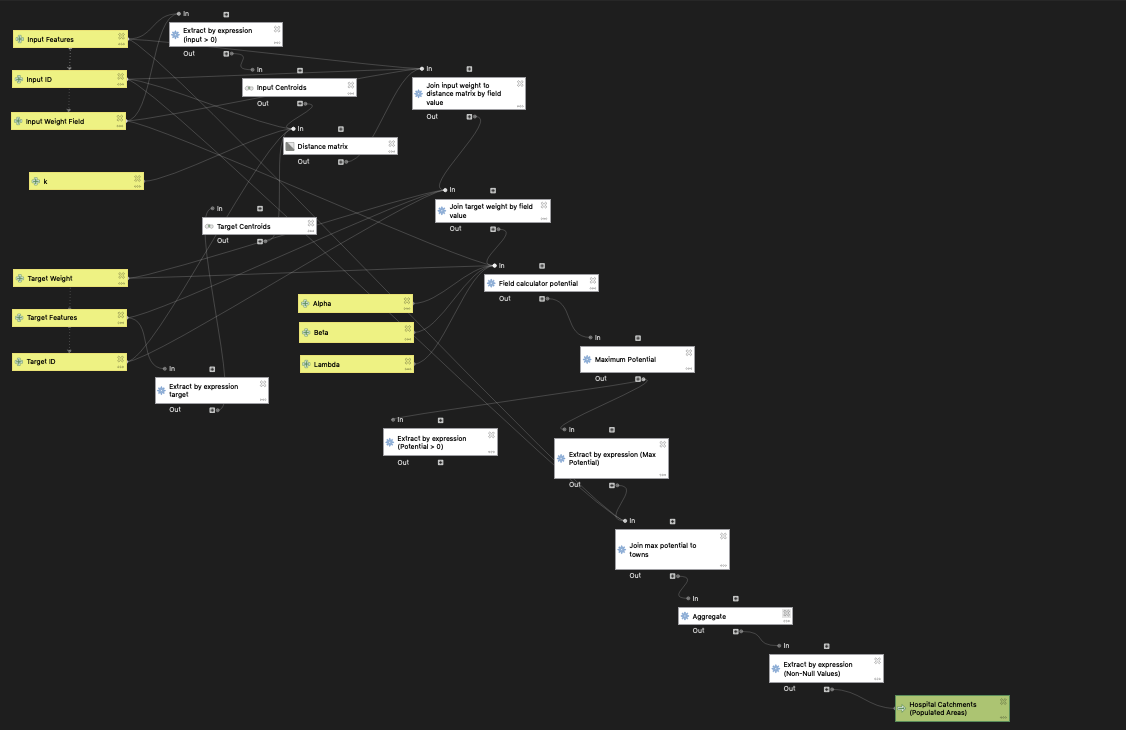 In
Input Features
Extract by expression
(input > 0)
Out
In
In
Input ID
Input Centroids
Join input weight to
distance matrix by field
value
Out
Out
Input Weight Field
In
Distance matrix
Out
k
In
Join target weight by field
value
Out
In
Target Centroids
Out
In
Target Weight
Field calculator potential
Out
Alpha
Target Features
Beta
In
Target ID
Lambda
Maximum Potential
Out
In
Extract by expression
target
Out
In
Extract by expression
(Potential > 0)
Out
In
Extract by expression (Max
Potential)
Out
In
Join max potential to
towns
Out
In
Aggregate
Out
In
Extract by expression
(Non-Null Values)
Out
Hospital Catchments
(Populated Areas)